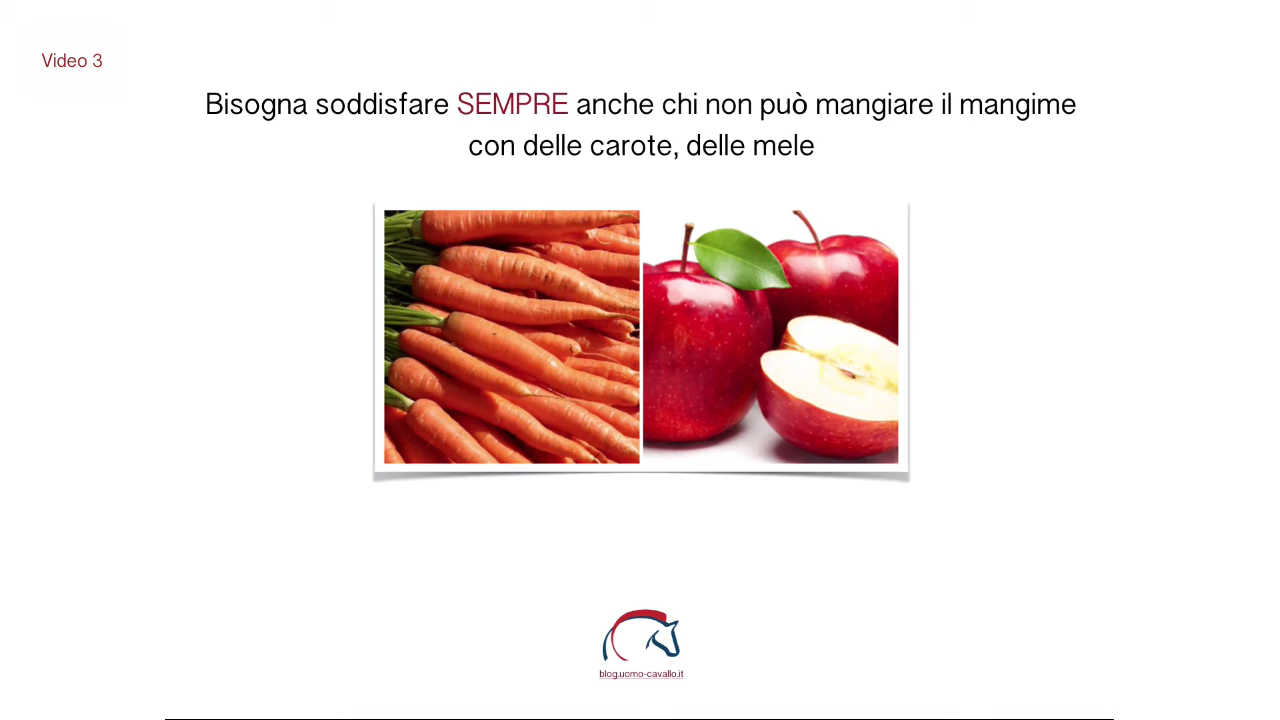 Video 3
Bisogna soddisfare SEMPRE anche chi non può mangiare il mangime
con delle carote, delle mele
blog.uomo-cavallo.it